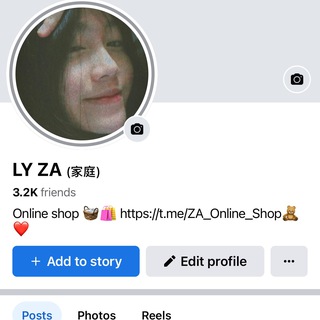 LY ZA (家庭)
3.2K friends
Online shop 🧺🛍️ https://t.me/ZA_Online_Shop🧸
❤️
+ Add to story
Edit profile
Posts
Photos
Reels